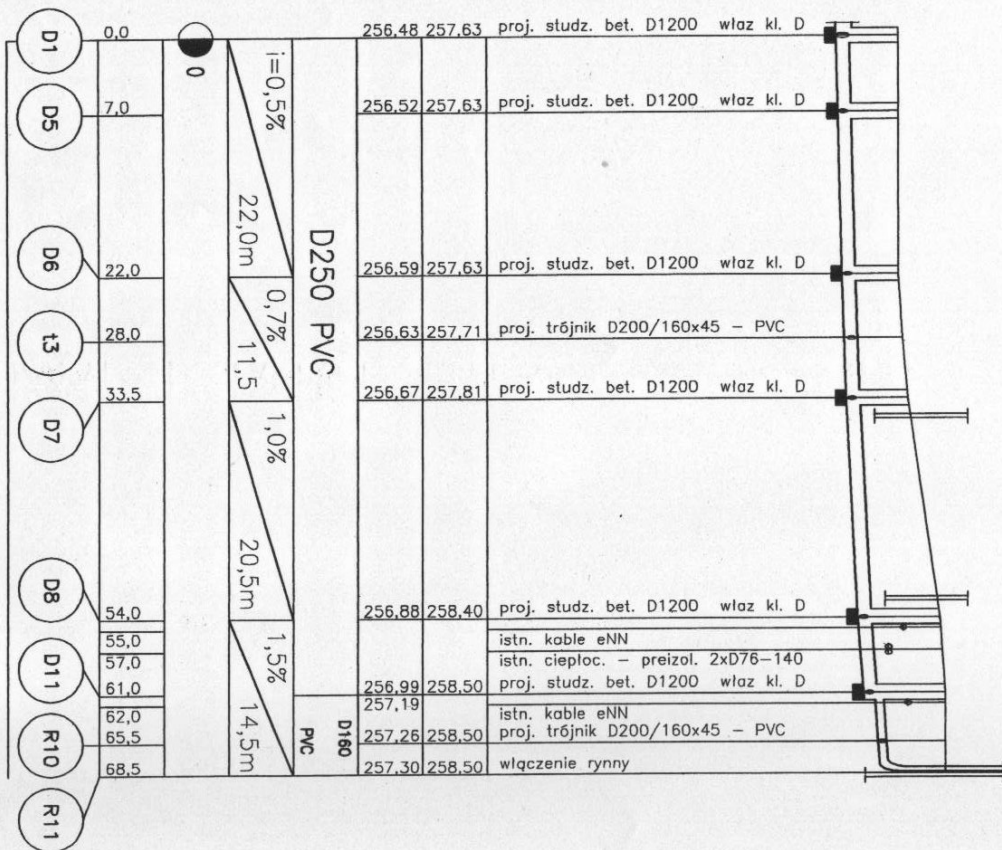 D1 0,0 256,48 257,63 proj. studz. bet. D1200 właz kl. D
0
i=0,5%
D5 7,0 256,52 257,63 proj. studz. bet. D1200 właz kl. D
22,0m
D250 PVC
D6 22,0 256,59 257,63 proj. studz. bet. D1200 właz kl. D
0,7%
t3 28,0 256,63 257,71 proj. trójnik D200/160x45 – PVC
11,5
D7 33,5 256,67 257,81 proj. studz. bet. D1200 właz kl. D
1,0%
20,5m
D8 54,0 256,88 258,40 proj. studz. bet. D1200 właz kl. D
55,0 istn. kable eNN
1,5%
57,0 istn. ciepłoc. – preizol. 2xD76–140
D11 61,0 256,99 258,50 proj. studz. bet. D1200 właz kl. D
257,19
62,0 istn. kable eNN
14,5m
PVC
D160
R10 65,5 257,26 258,50 proj. trójnik D200/160x45 – PVC
68,5 257,30 258,50 włączenie rynny
R11